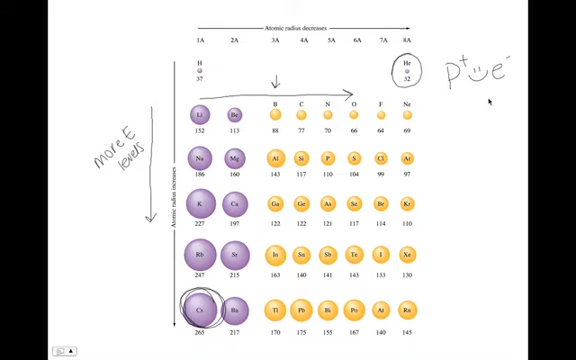 Atomic radius decreases
1A 2A 3A 4A 5A 6A 7A 8A
H He
37 32
P+ e-
Li Be B C N O F Ne
152 113 88 77 70 66 64 69
more E
levels
Na Mg Al Si P S Cl Ar
186 160 143 117 110 104 99 97
Atomic radius increases
K Ca Ga Ge As Se Br Kr
227 197 122 122 121 117 114 110
Rb Sr In Sn Sb Te I Xe
247 215 163 140 141 143 133 130
Cs Ba Tl Pb Bi Po At Rn
265 217 170 175 155 167 140 145